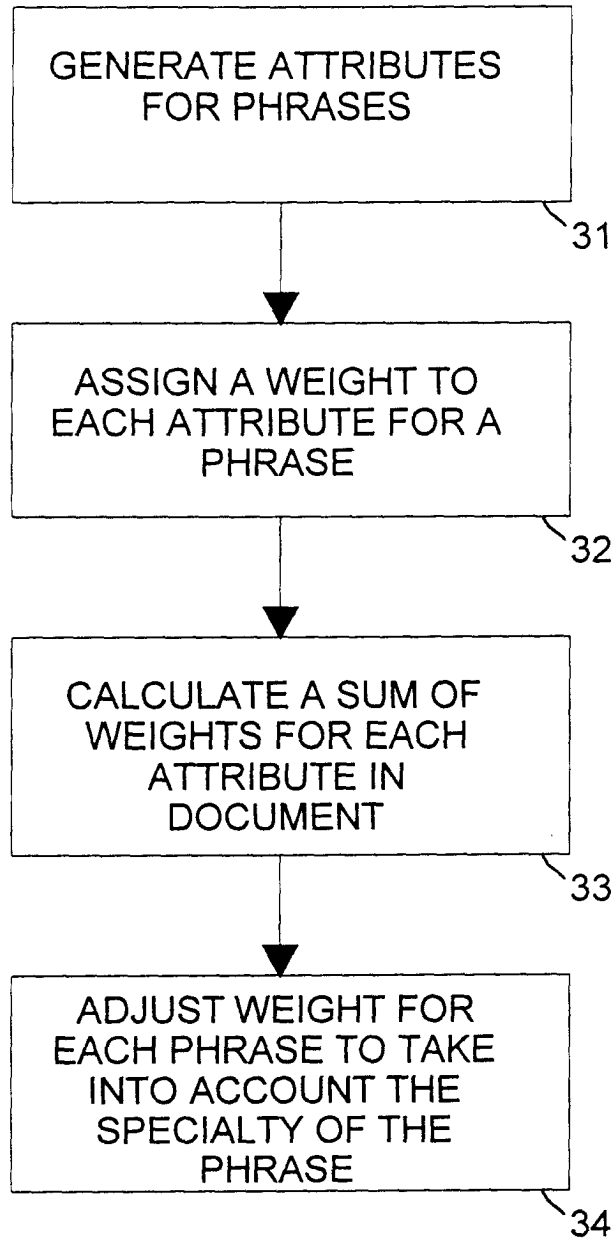 GENERATE ATTRIBUTES
FOR PHRASES
31
ASSIGN A WEIGHT TO
EACH ATTRIBUTE FOR A
PHRASE
32
CALCULATE A SUM OF
WEIGHTS FOR EACH
ATTRIBUTE IN
DOCUMENT
33
ADJUST WEIGHT FOR
EACH PHRASE TO TAKE
INTO ACCOUNT THE
SPECIALTY OF THE
PHRASE
34